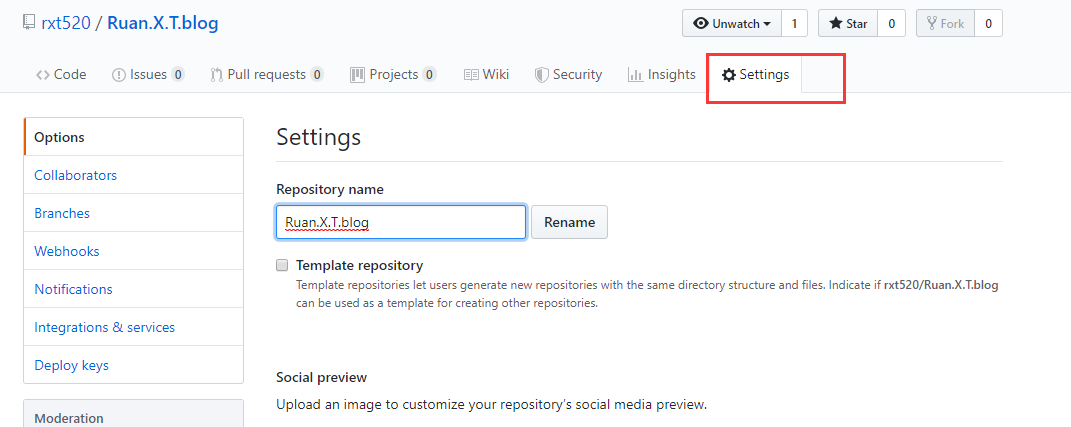 rxt520 / Ruan.X.T.blog
Unwatch 1 Star 0 Fork 0
Code Issues 0 Pull requests 0 Projects 0 Wiki Security Insights Settings
Options
Collaborators
Branches
Webhooks
Notifications
Integrations & services
Deploy keys
Moderation
Settings
Repository name
Ruan.X.T.blog Rename
Template repository
Template repositories let users generate new repositories with the same directory structure and files. Indicate if rxt520/Ruan.X.T.blog
can be used as a template for creating other repositories.
Social preview
Upload an image to customize your repository's social media preview.